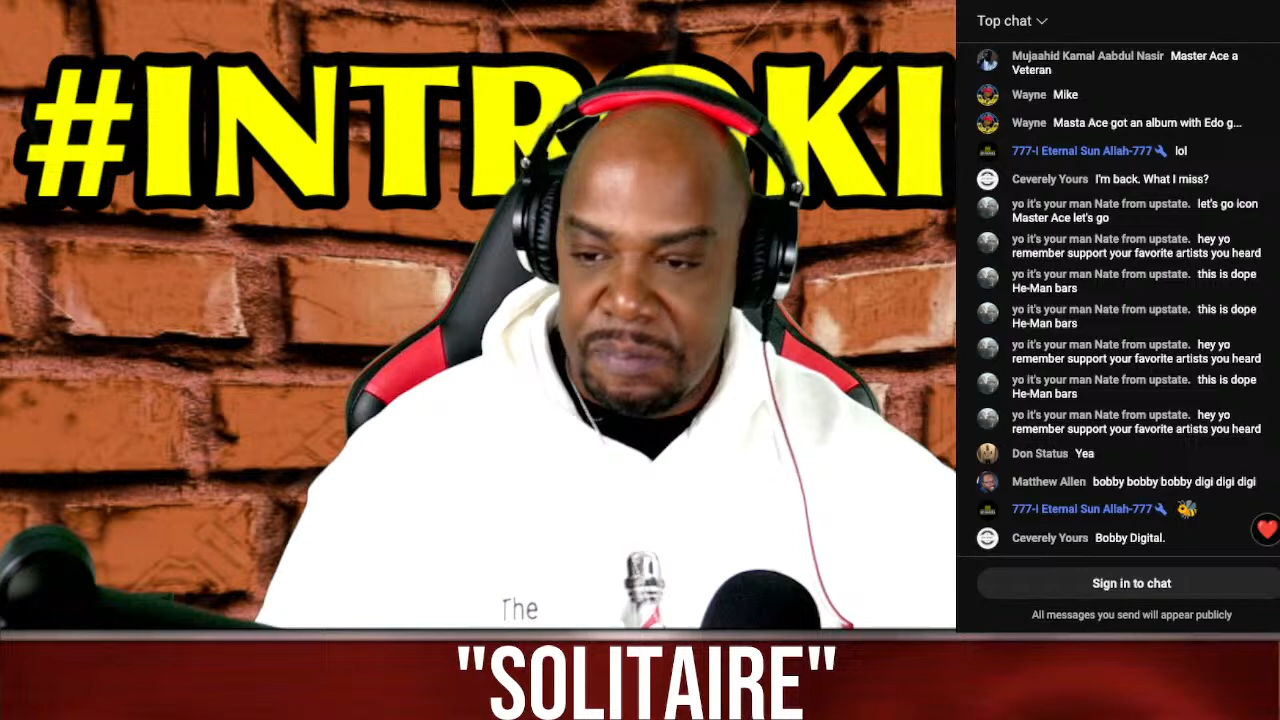 #INTR KI
Top chat
Mujaahid Kamal Aabdul Nasir Master Ace a
Veteran
Wayne Mike
Wayne Masta Ace got an album with Edo g...
777-I Eternal Sun Allah-777 lol
Ceverely Yours I'm back. What I miss?
yo it's your man Nate from upstate. let's go icon
Master Ace let's go
yo it's your man Nate from upstate. hey yo
remember support your favorite artists you heard
yo it's your man Nate from upstate. this is dope
He-Man bars
yo it's your man Nate from upstate. this is dope
He-Man bars
yo it's your man Nate from upstate. hey yo
remember support your favorite artists you heard
yo it's your man Nate from upstate. this is dope
He-Man bars
yo it's your man Nate from upstate. hey yo
remember support your favorite artists you heard
Don Status Yea
Matthew Allen bobby bobby bobby digi digi digi
777-I Eternal Sun Allah-777 🐝
Ceverely Yours Bobby Digital.
Sign in to chat
All messages you send will appear publicly
The
"SOLITAIRE"